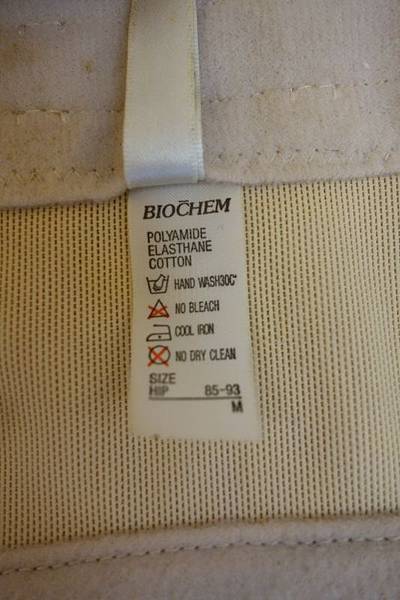 BIOCHEM
POLYAMIDE
ELASTHANE
COTTON
HAND WASH30C°
NO BLEACH
COOL IRON
NO DRY CLEAN
SIZE
HIP 85-93
M